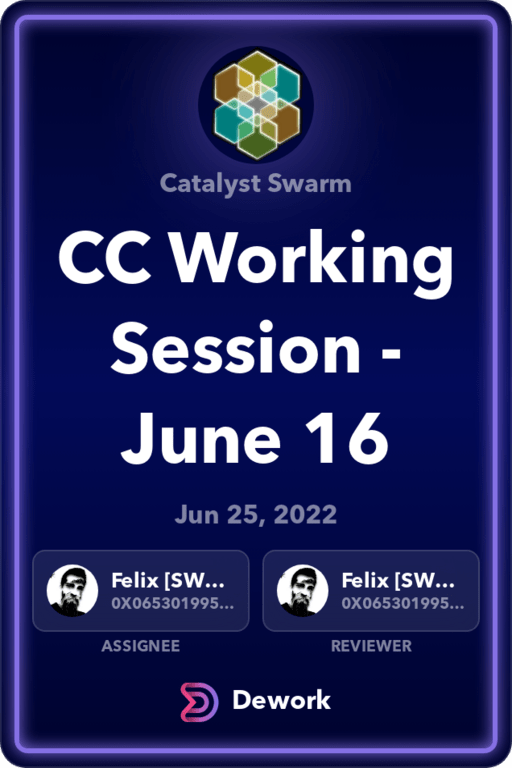 Catalyst Swarm
CC Working
Session -
June 16
Jun 25, 2022
Felix [SW...
0X065301995...
ASSIGNEE
Felix [SW...
0X065301995...
REVIEWER
Dework